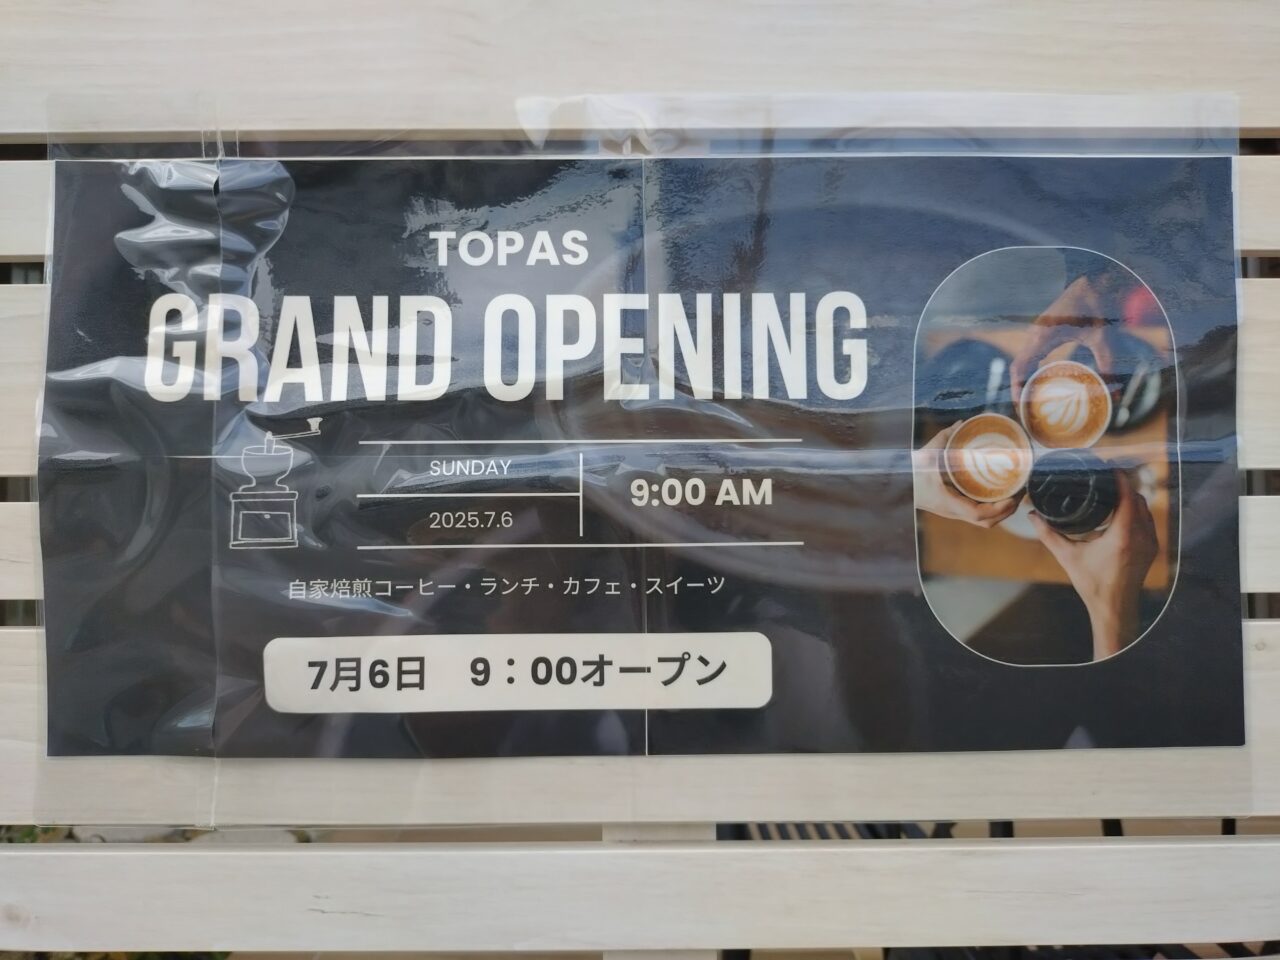 TOPAS
GRAND OPENING
SUNDAY
2025.7.6
9:00 AM
自家焙煎コーヒー・ランチ・カフェ・スイーツ
7月6日　9：00オープン